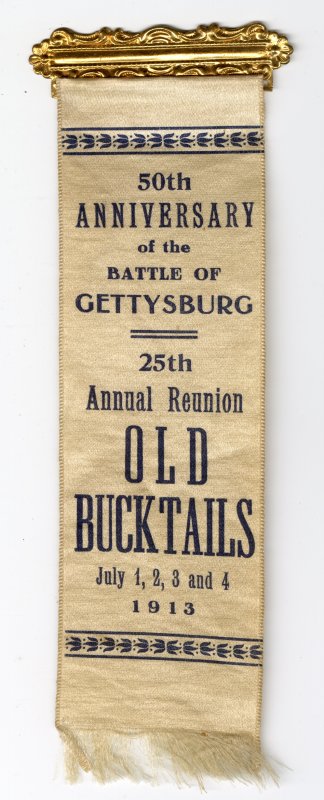 50th
ANNIVERSARY
of the
BATTLE OF
GETTYSBURG
25th
Annual Reunion
OLD
BUCKTAILS
July 1, 2, 3 and 4
1913